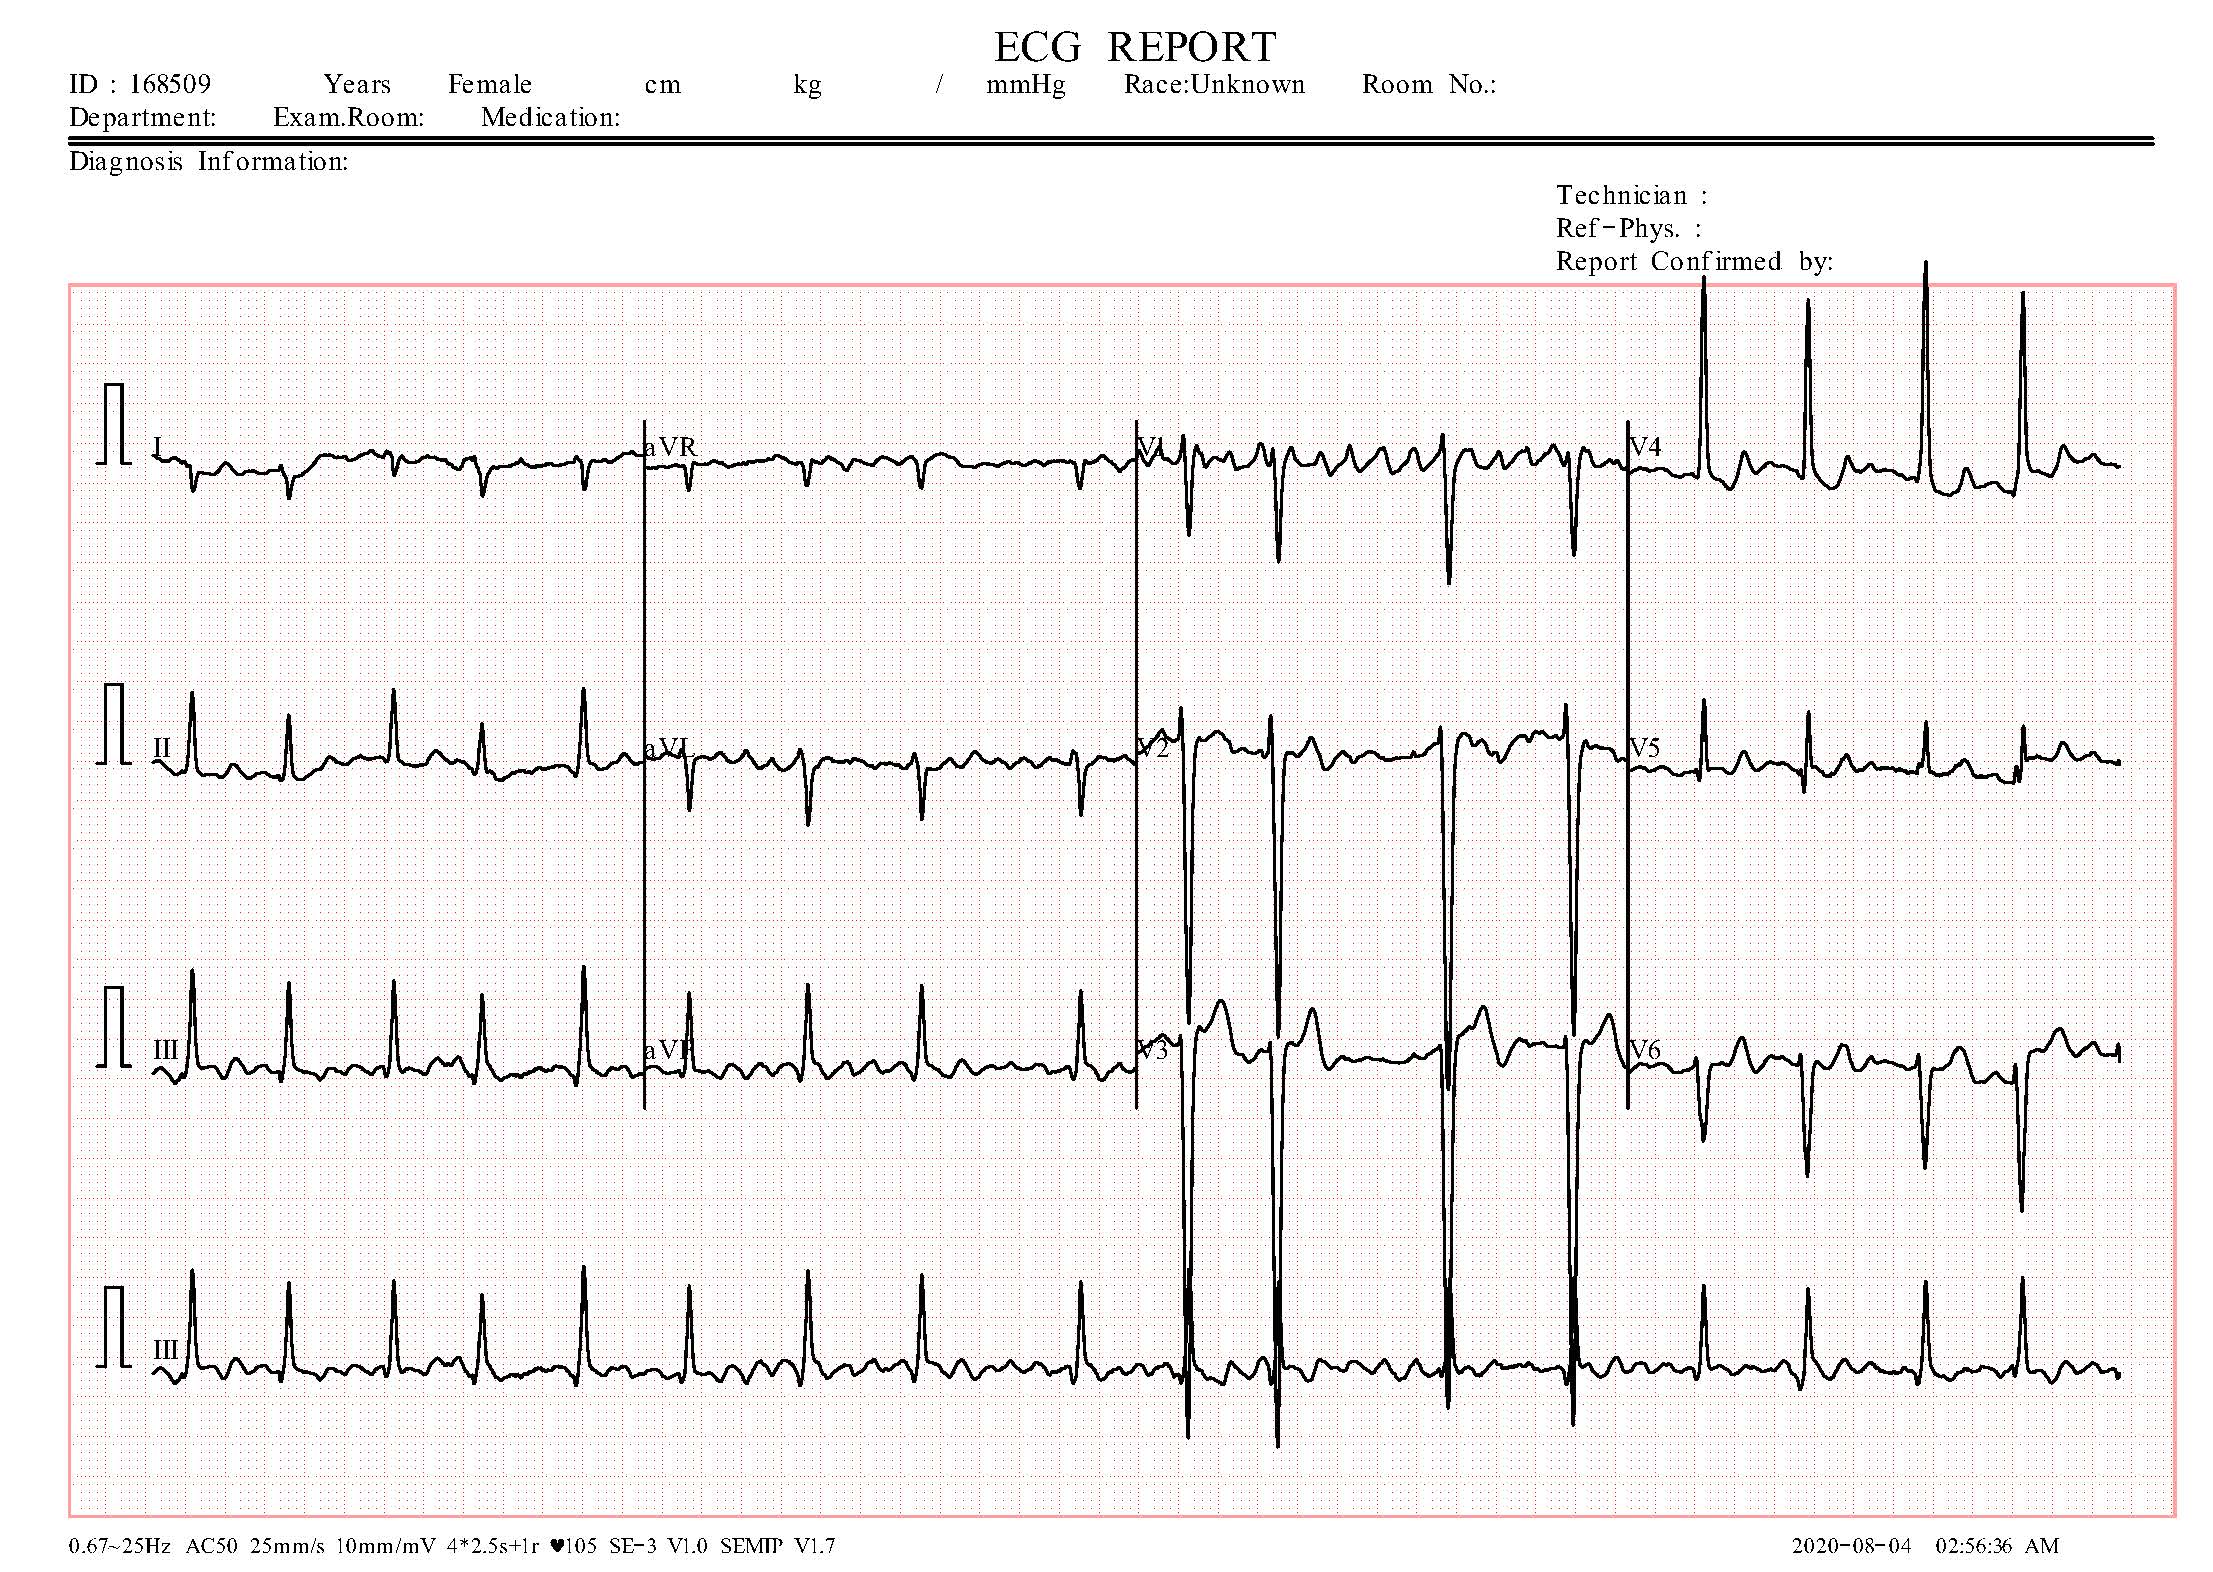 ECG REPORT
ID : 168509 Years Female cm kg / mmHg Race:Unknown Room No.:
Department: Exam.Room: Medication:
Diagnosis Information:
Technician :
Ref-Phys. :
Report Confirmed by:
I aVR V1 V4
II aVL V2 V5
III aVF V3 V6
III
0.67~25Hz AC50 25mm/s 10mm/mV 4*2.5s+1r ♥105 SE-3 V1.0 SEMIP V1.7 2020-08-04 02:56:36 AM